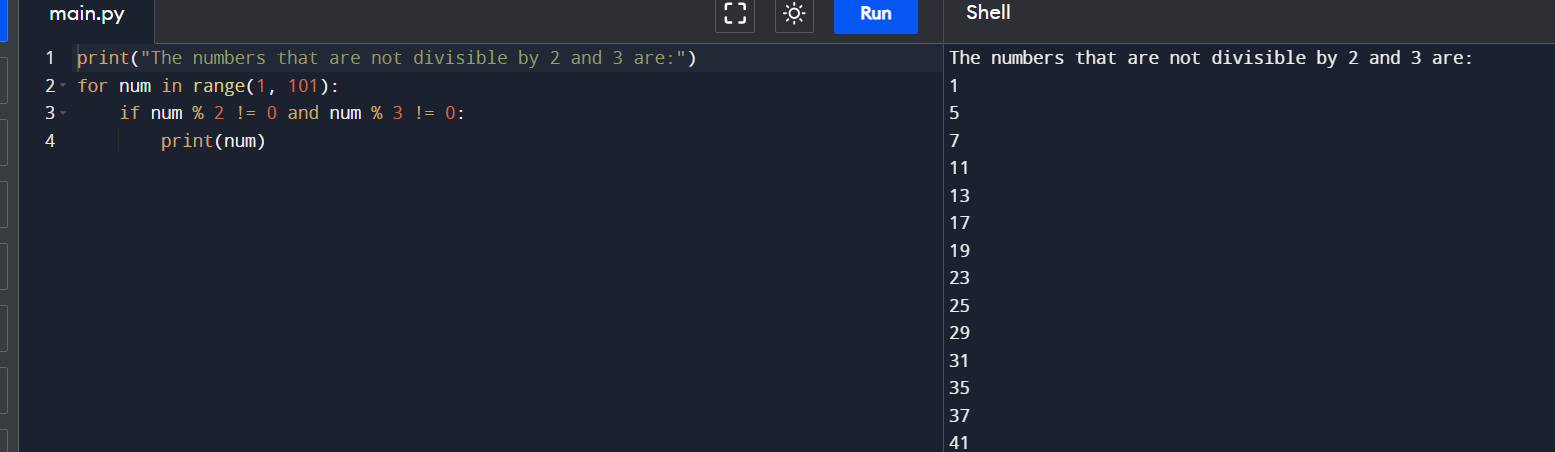 main.py
Run
1 print("The numbers that are not divisible by 2 and 3 are:")
2 for num in range(1, 101):
3     if num % 2 != 0 and num % 3 != 0:
4         print(num)
Shell
The numbers that are not divisible by 2 and 3 are:
1
5
7
11
13
17
19
23
25
29
31
35
37
41